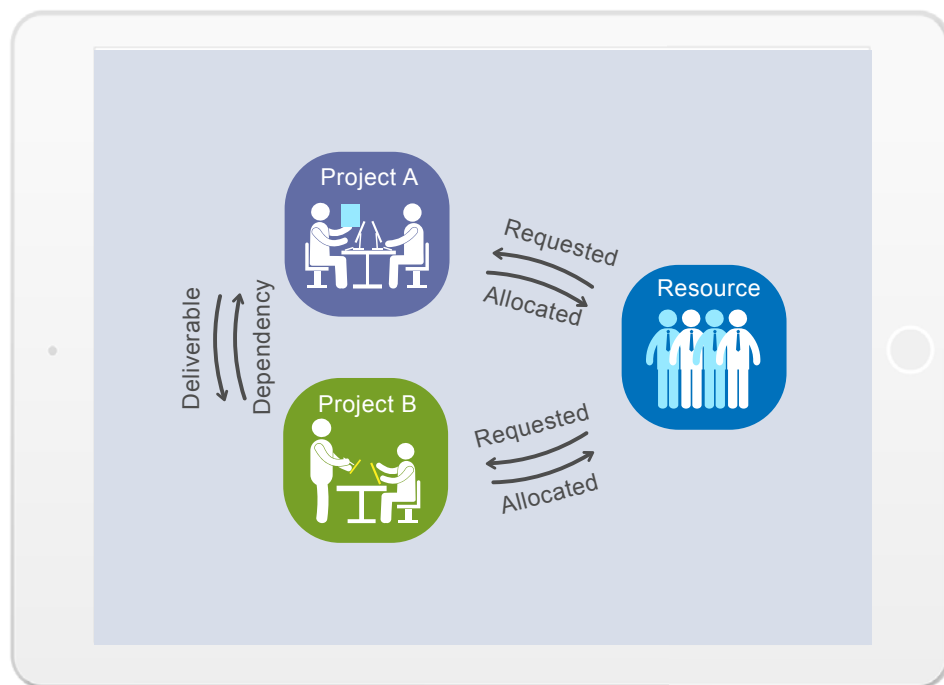 Project A
Requested
Allocated
Resource
Deliverable
Dependency
Project B
Requested
Allocated